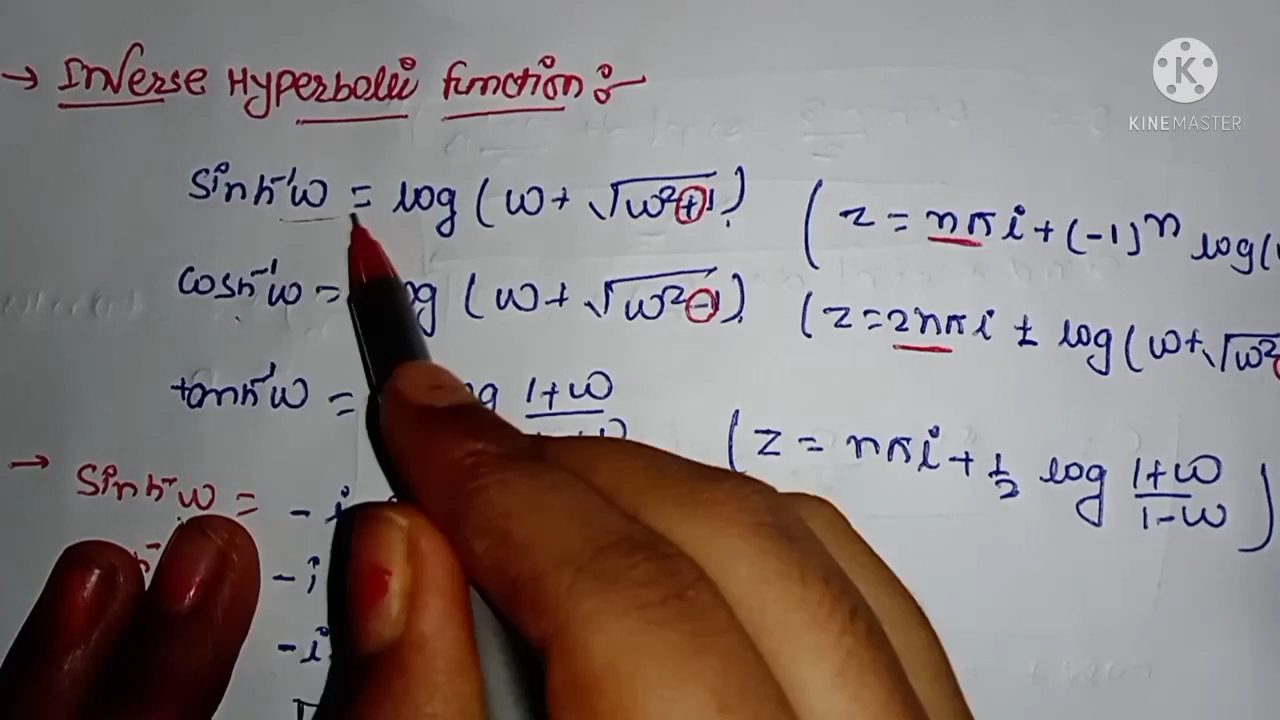 → Inverse Hyperbolic function :-
KINEMASTER
sinh⁻¹w = log (w + √w²+1) (z = nπi + (-1)ⁿ log(
cosh⁻¹w = log (w + √w²-1) (z = 2nπi ± log (w + √w²
tanh⁻¹w = 1+w
(z = nπi + 1/2 log 1+w/1-w)
→ sinh⁻¹w = -i
-i
-i